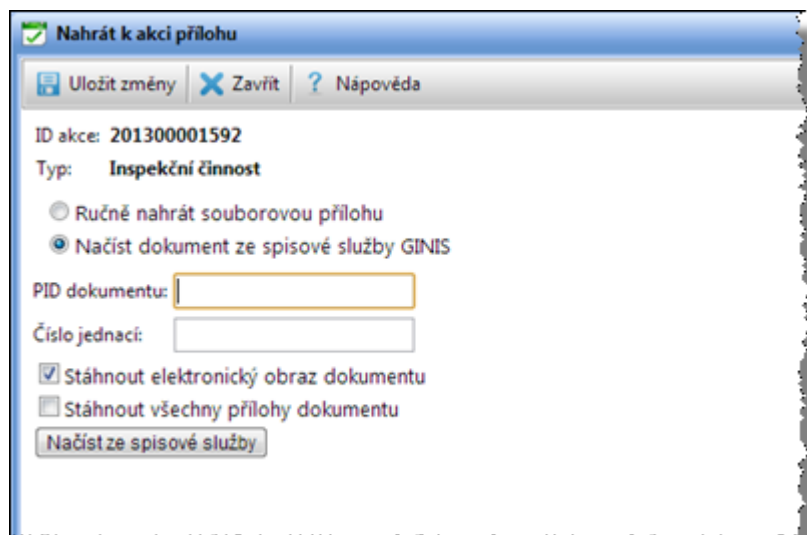 Nahrát k akci přílohu
Uložit změny Zavřít ? Nápověda
ID akce: 201300001592
Typ: Inspekční činnost
Ručně nahrát souborovou přílohu
Načíst dokument ze spisové služby GINIS
PID dokumentu:
Číslo jednací:
Stáhnout elektronický obraz dokumentu
Stáhnout všechny přílohy dokumentu
Načíst ze spisové služby